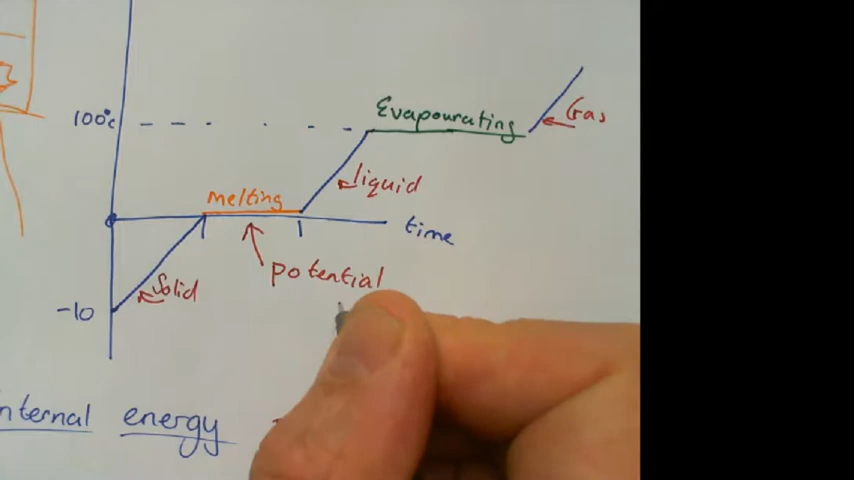 Evapourating
100°c
Gas
liquid
melting
time
potential
Solid
-10
nternal energy